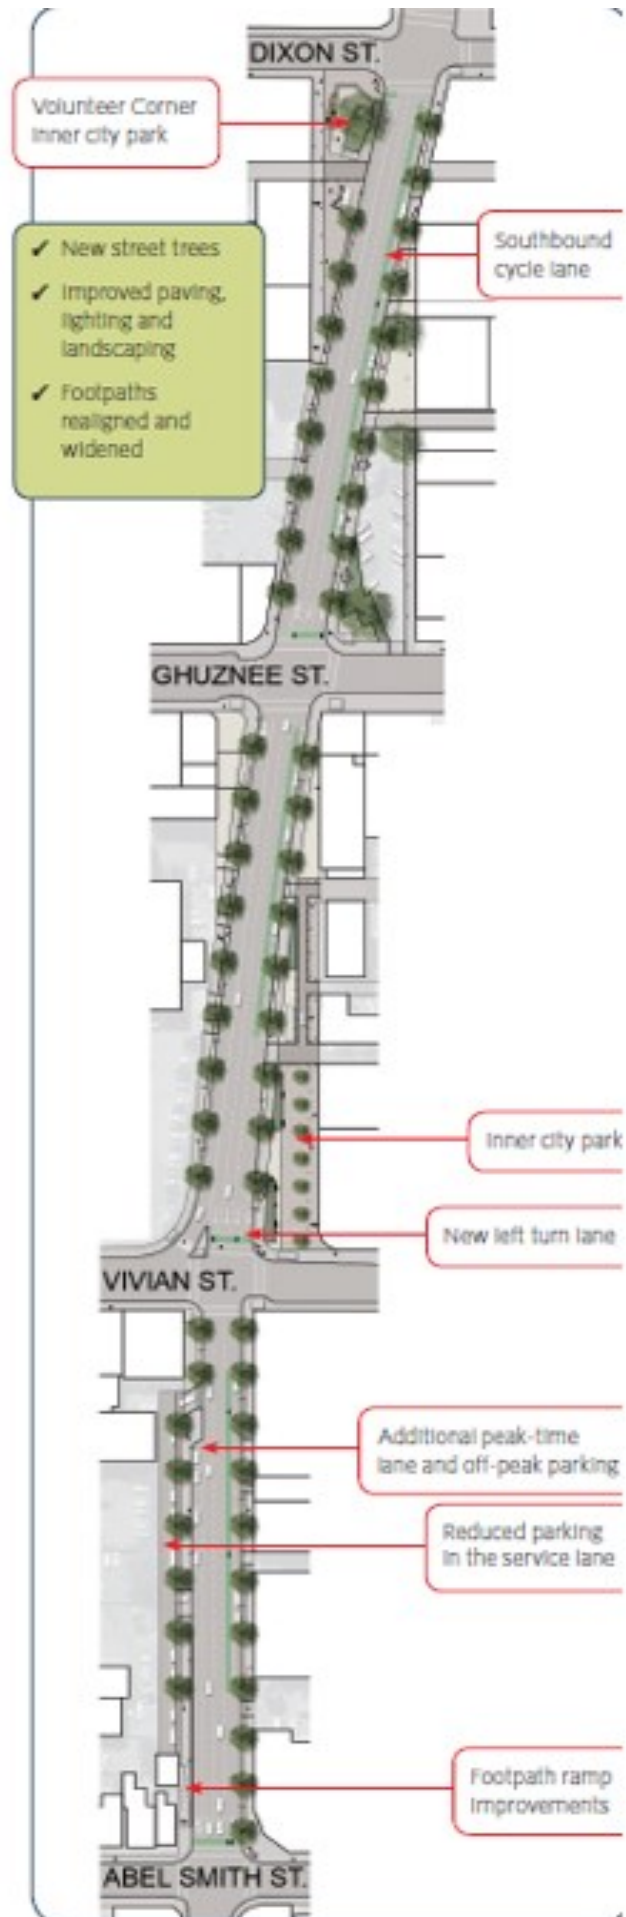 DIXON ST.
Volunteer Corner
Inner city park
✓ New street trees
✓ Improved paving,
lighting and
landscaping
✓ Footpaths
realigned and
widened
Southbound
cycle lane
GHUZNEE ST.
Inner city park
New left turn lane
VIVIAN ST.
Additional peak-time
lane and off-peak parking
Reduced parking
in the service lane
Footpath ramp
improvements
ABEL SMITH ST.